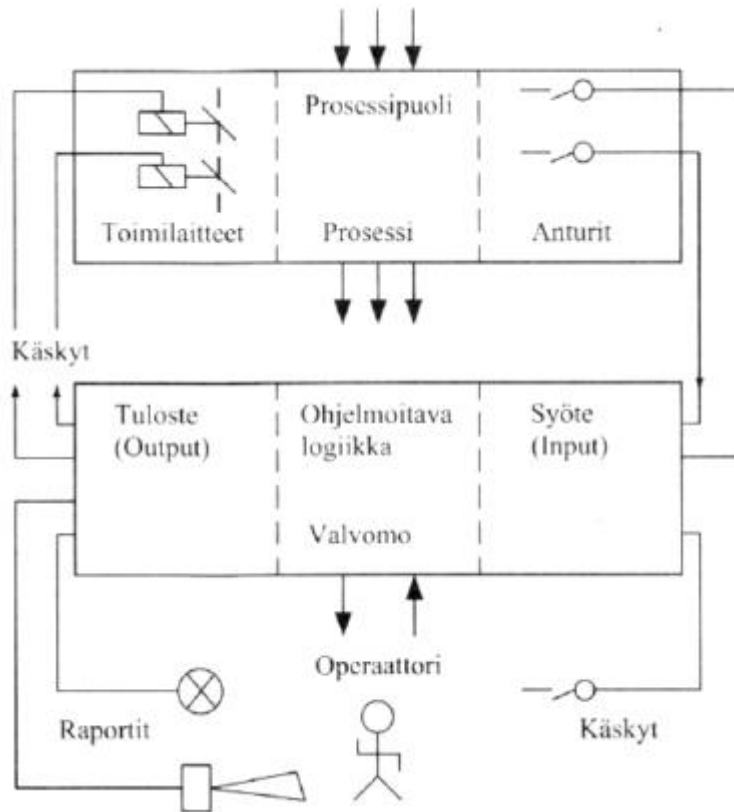 Prosessipuoli
Toimilaitteet
Prosessi
Anturit
Käskyt
Tuloste
(Output)
Ohjelmoitava
logiikka
Syöte
(Input)
Valvomo
Operaattori
Raportit
Käskyt